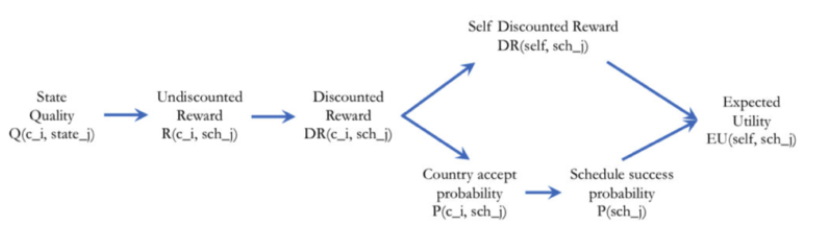 State
Quality
Q(c_i, state_j)
Undiscounted
Reward
R(c_i, sch_j)
Discounted
Reward
DR(c_i, sch_j)
Self Discounted Reward
DR(self, sch_j)
Country accept
probability
P(c_i, sch_j)
Schedule success
probability
P(sch_j)
Expected
Utility
EU(self, sch_j)